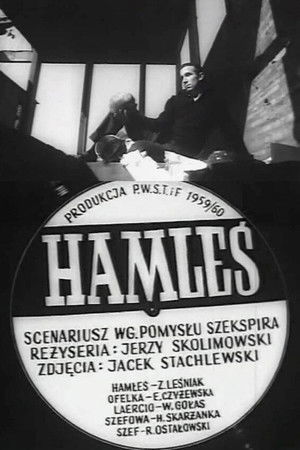 PRODUKCJA P.W.S.T.iF 1959/60
HAMLEŚ
SCENARIUSZ WG. POMYSŁU SZEKSPIRA
REŻYSERIA: JERZY SKOLIMOWSKI
ZDJĘCIA: JACEK STACHLEWSKI
HAMLEŚ-Z.LEŚNIAK
OFELKA-E.CZYŻEWSKA
LAERCIO-W.GOŁAS
SZEFOWA-H.SKARŻANKA
SZEF-R.OSTAŁOWSKI